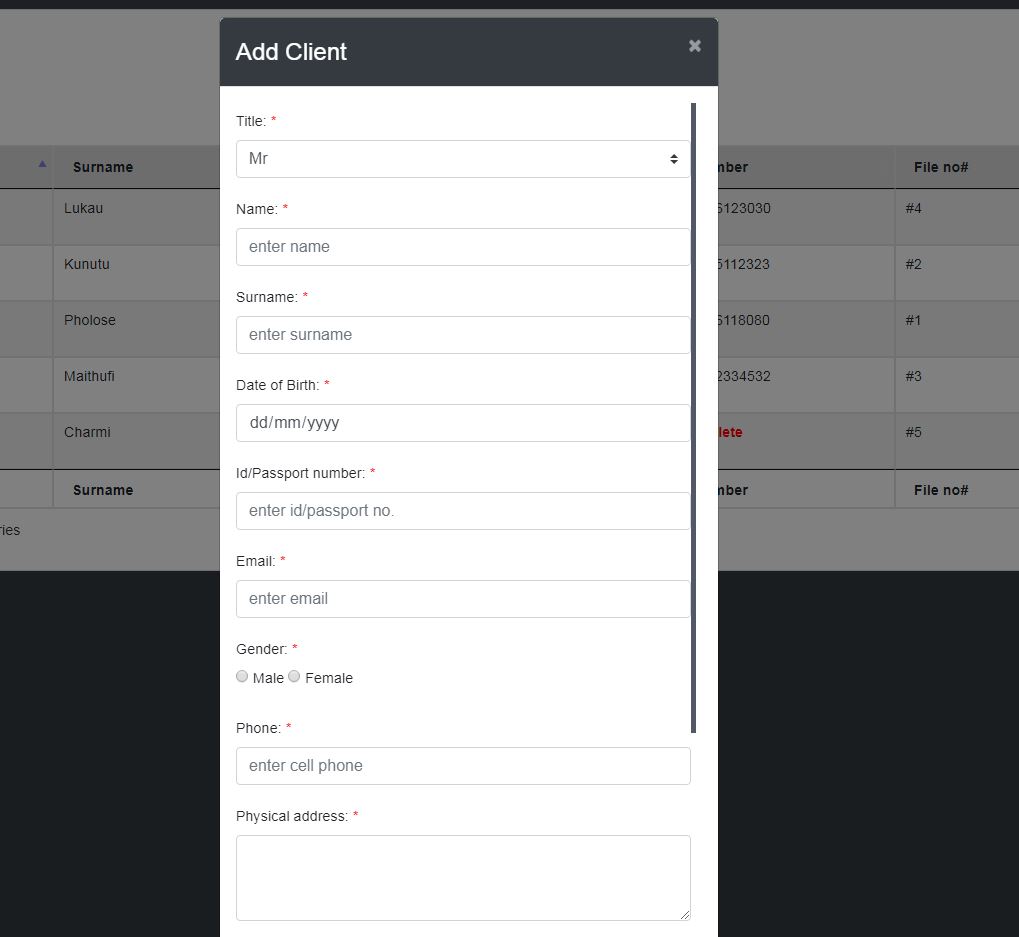 Add Client ×
Title: *
Mr
Name: *
enter name
Surname: *
enter surname
Date of Birth: *
dd/mm/yyyy
Id/Passport number: *
enter id/passport no.
Email: *
enter email
Gender: *
Male Female
Phone: *
enter cell phone
Physical address: *
Surname
Lukau
Kunutu
Pholose
Maithufi
Charmi
Surname
ries
mber
6123030
5112323
6118080
2334532
lete
mber
File no#
#4
#2
#1
#3
#5
File no#